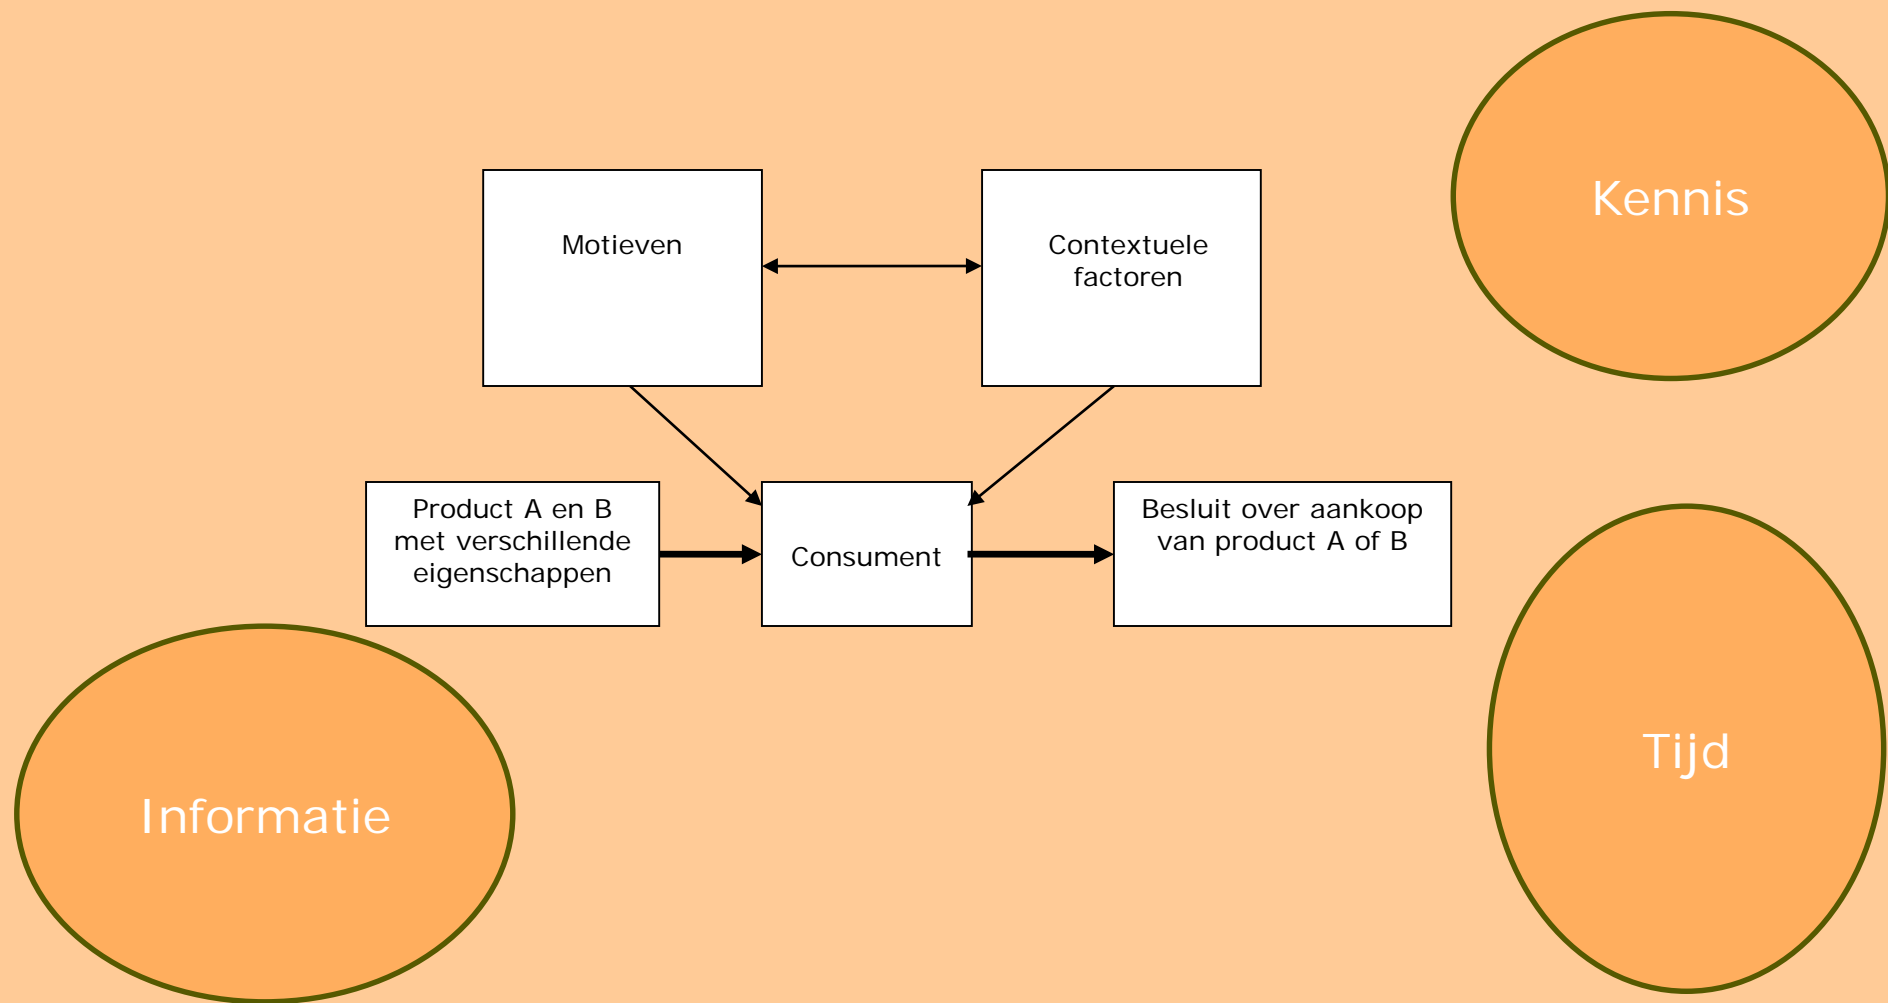 Kennis
Motieven
Contextuele
factoren
Product A en B
met verschillende
eigenschappen
Consument
Besluit over aankoop
van product A of B
Tijd
Informatie